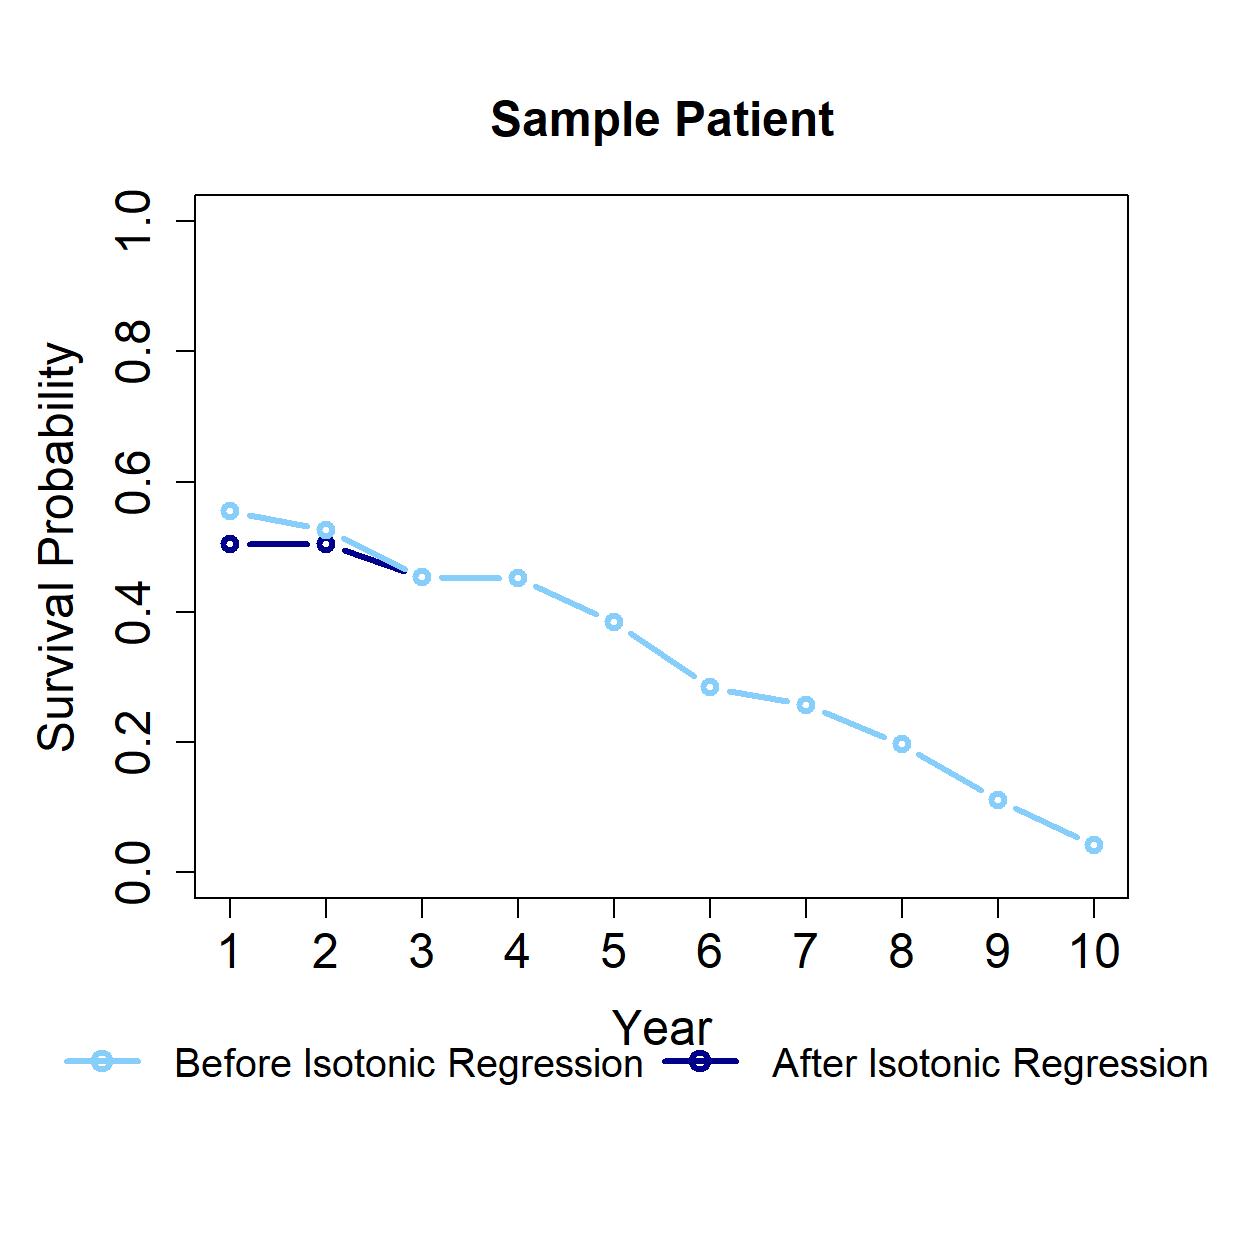 Sample Patient
Survival Probability
1.0
0.8
0.6
0.4
0.2
0.0
1 2 3 4 5 6 7 8 9 10
Year
Before Isotonic Regression After Isotonic Regression